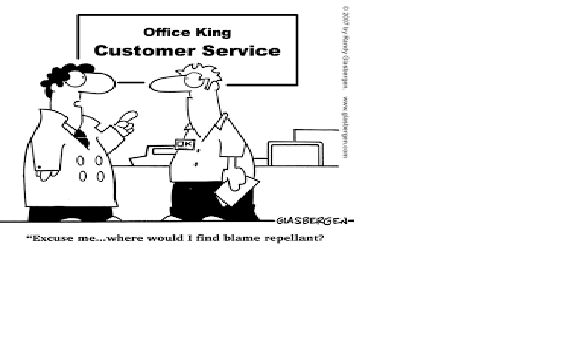 Office King
Customer Service
© 2007 by Randy Glasbergen. www.glasbergen.com
OK
GLASBERGEN
"Excuse me...where would I find blame repellant?